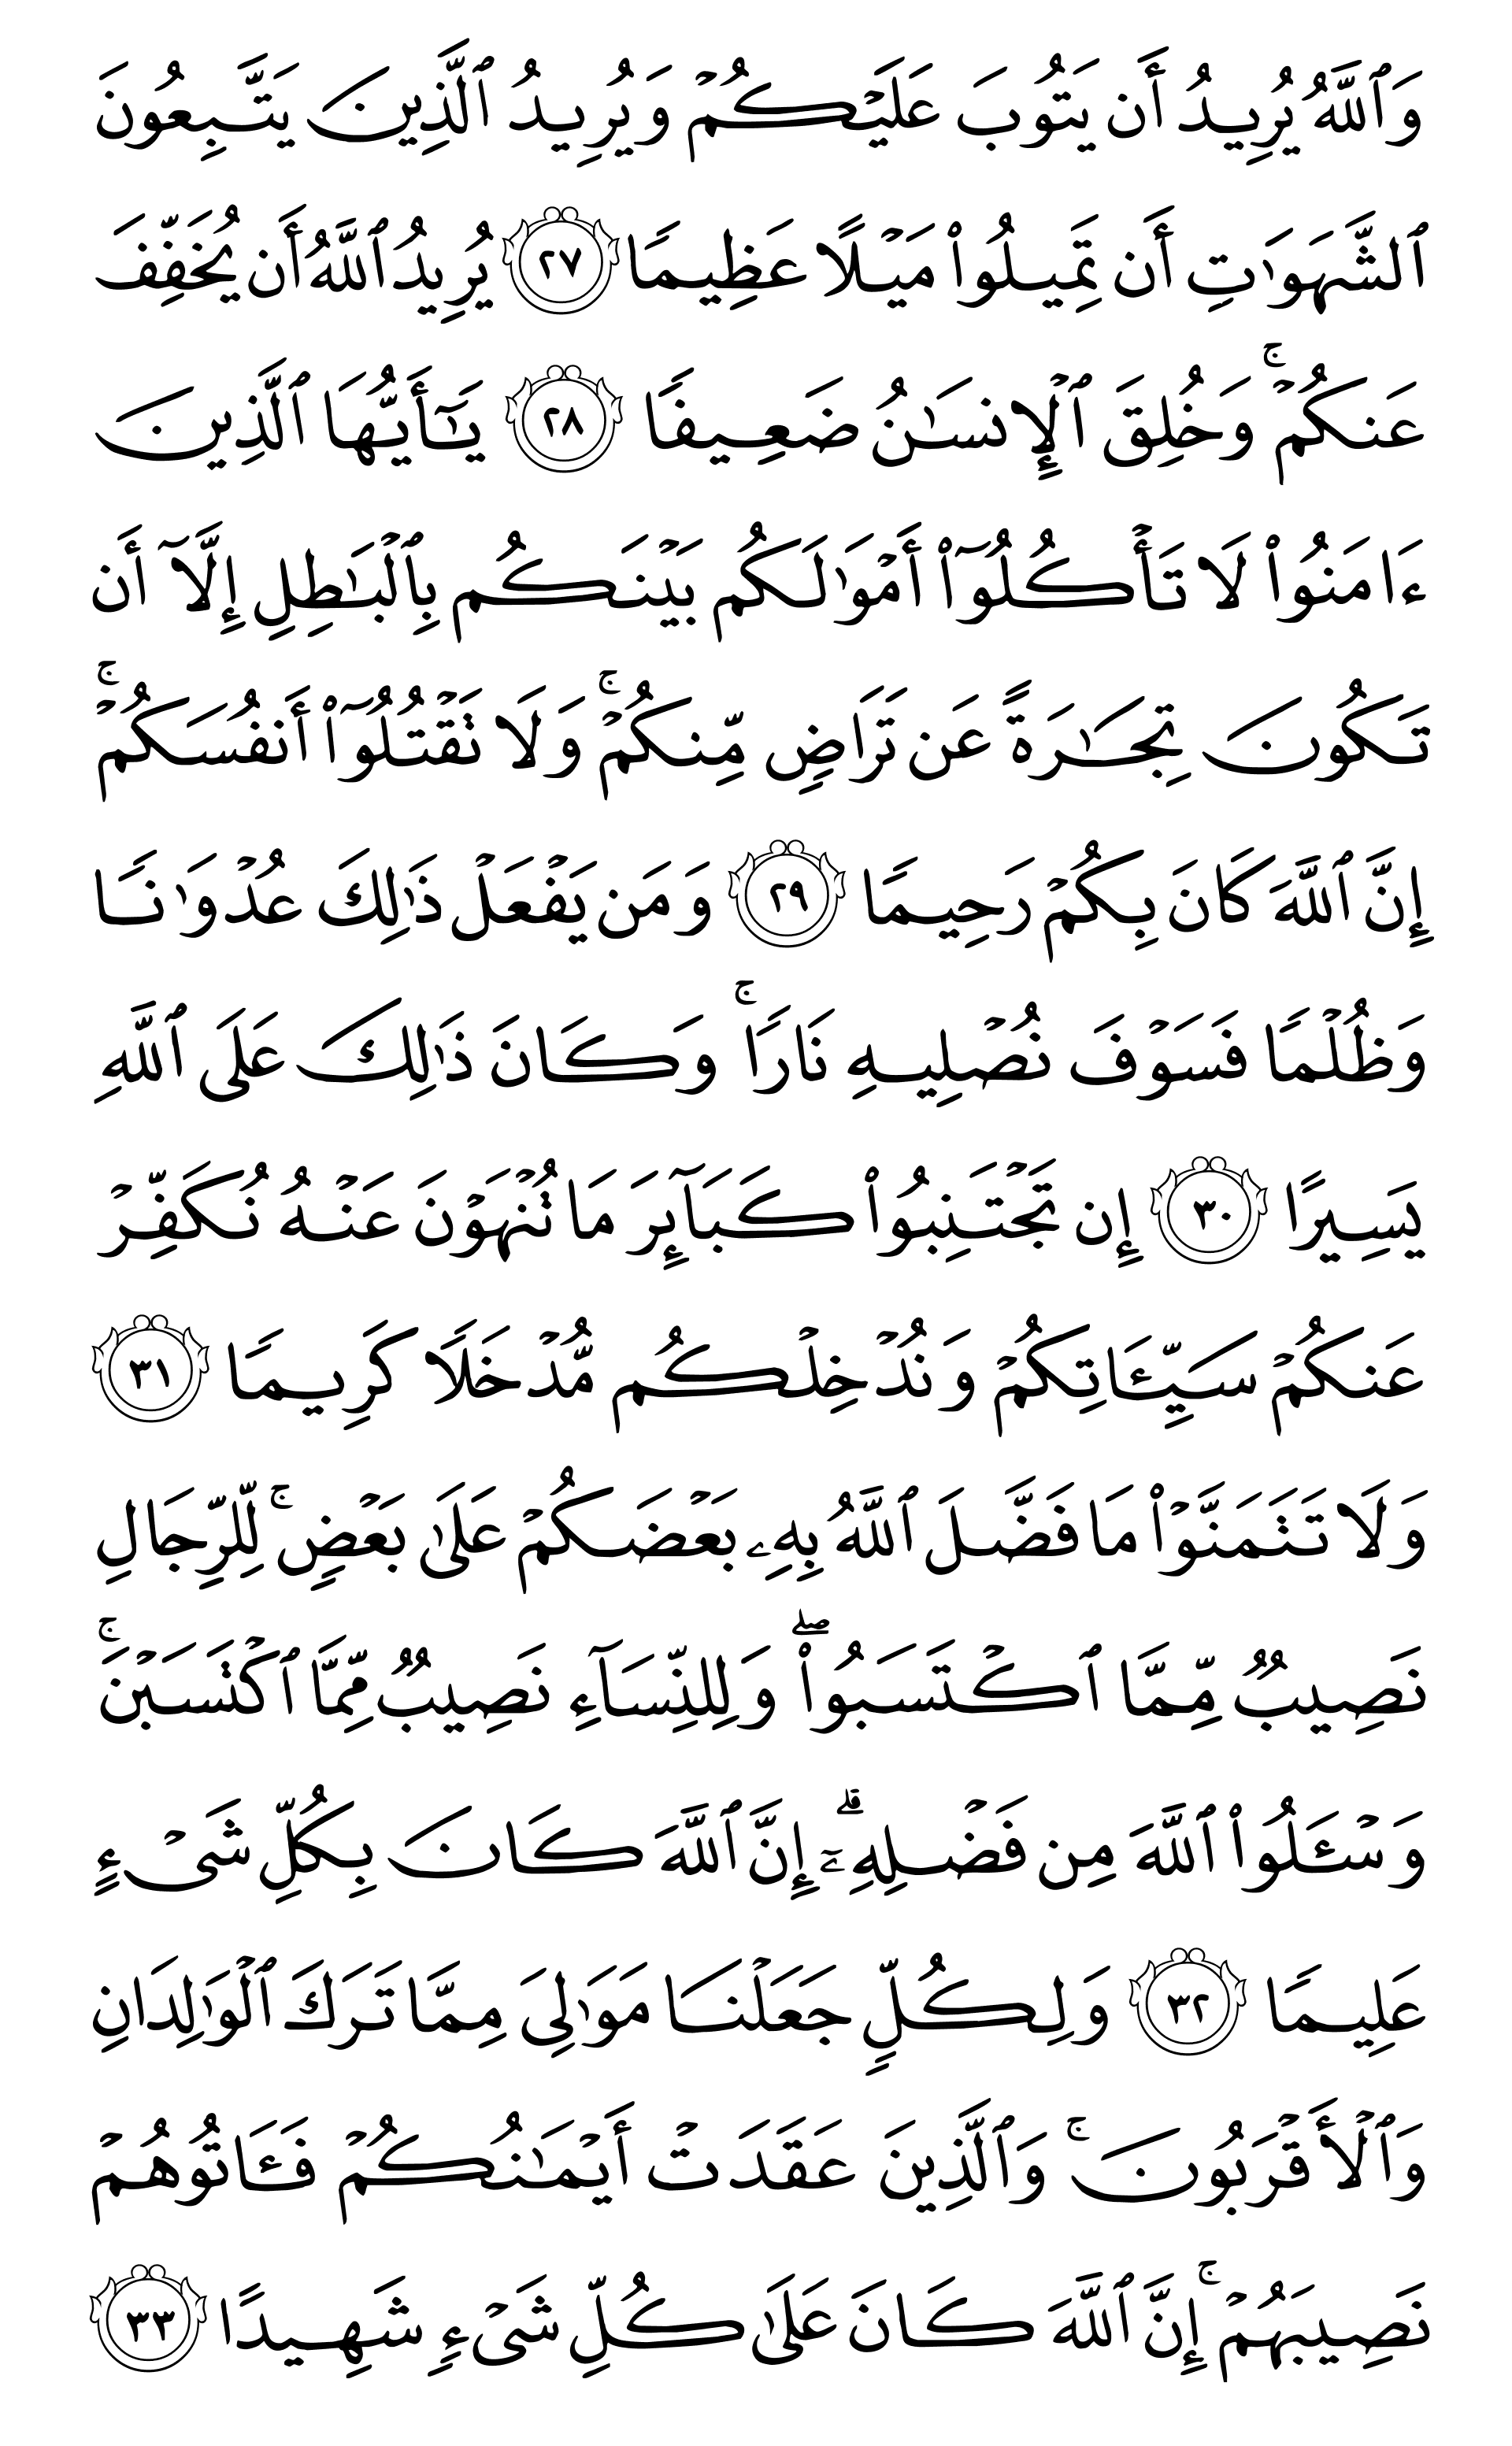 وَٱللَّهُ يُرِيدُ أَن يَتُوبَ عَلَيۡكُمۡ وَيُرِيدُ ٱلَّذِينَ يَتَّبِعُونَ
ٱلشَّهَوَٰتِ أَن تَمِيلُواْ مَيۡلًا عَظِيمٗا ٢٧ يُرِيدُ ٱللَّهُ أَن يُخَفِّفَ
عَنكُمۡۚ وَخُلِقَ ٱلۡإِنسَٰنُ ضَعِيفٗا ٢٨ يَٰٓأَيُّهَا ٱلَّذِينَ
ءَامَنُواْ لَا تَأۡكُلُوٓاْ أَمۡوَٰلَكُم بَيۡنَكُم بِٱلۡبَٰطِلِ إِلَّآ أَن
تَكُونَ تِجَٰرَةً عَن تَرَاضٖ مِّنكُمۡۚ وَلَا تَقۡتُلُوٓاْ أَنفُسَكُمۡۚ
إِنَّ ٱللَّهَ كَانَ بِكُمۡ رَحِيمٗا ٢٩ وَمَن يَفۡعَلۡ ذَٰلِكَ عُدۡوَٰنٗا
وَظُلۡمٗا فَسَوۡفَ نُصۡلِيهِ نَارٗاۚ وَكَانَ ذَٰلِكَ عَلَى ٱللَّهِ
يَسِيرًا ٣٠ إِن تَجۡتَنِبُواْ كَبَآئِرَ مَا تُنۡهَوۡنَ عَنۡهُ نُكَفِّرۡ
عَنكُمۡ سَيِّـَٔاتِكُمۡ وَنُدۡخِلۡكُم مُّدۡخَلٗا كَرِيمٗا ٣١
وَلَا تَتَمَنَّوۡاْ مَا فَضَّلَ ٱللَّهُ بِهِۦ بَعۡضَكُمۡ عَلَىٰ بَعۡضٖۚ لِّلرِّجَالِ
نَصِيبٞ مِّمَّا ٱكۡتَسَبُواْۖ وَلِلنِّسَآءِ نَصِيبٞ مِّمَّا ٱكۡتَسَبۡنَۚ
وَسۡـَٔلُواْ ٱللَّهَ مِن فَضۡلِهِۦٓۗ إِنَّ ٱللَّهَ كَانَ بِكُلِّ شَيۡءٍ
عَلِيمٗا ٣٢ وَلِكُلّٖ جَعَلۡنَا مَوَٰلِيَ مِمَّا تَرَكَ ٱلۡوَٰلِدَانِ
وَٱلۡأَقۡرَبُونَۚ وَٱلَّذِينَ عَقَدَتۡ أَيۡمَٰنُكُمۡ فَـَٔاتُوهُمۡ
نَصِيبَهُمۡۚ إِنَّ ٱللَّهَ كَانَ عَلَىٰ كُلِّ شَيۡءٖ شَهِيدًا ٣٣